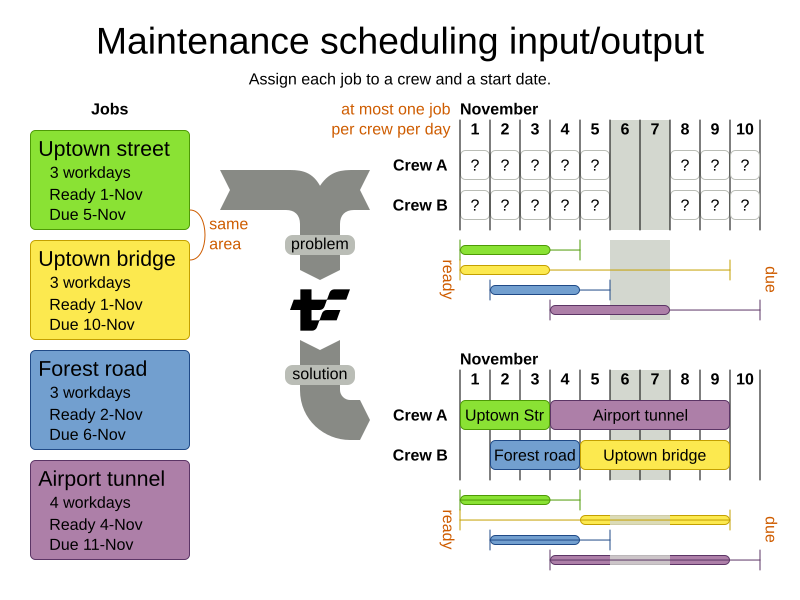 Maintenance scheduling input/output
Assign each job to a crew and a start date.
Jobs
Uptown street
3 workdays
Ready 1-Nov
Due 5-Nov
same
area
Uptown bridge
3 workdays
Ready 1-Nov
Due 10-Nov
Forest road
3 workdays
Ready 2-Nov
Due 6-Nov
Airport tunnel
4 workdays
Ready 4-Nov
Due 11-Nov
problem
solution
at most one job
per crew per day
November
1 2 3 4 5 6 7 8 9 10
Crew A ? ? ? ? ? ? ? ?
Crew B ? ? ? ? ? ? ? ?
ready
due
November
1 2 3 4 5 6 7 8 9 10
Crew A Uptown Str Airport tunnel
Crew B Forest road Uptown bridge
ready
due